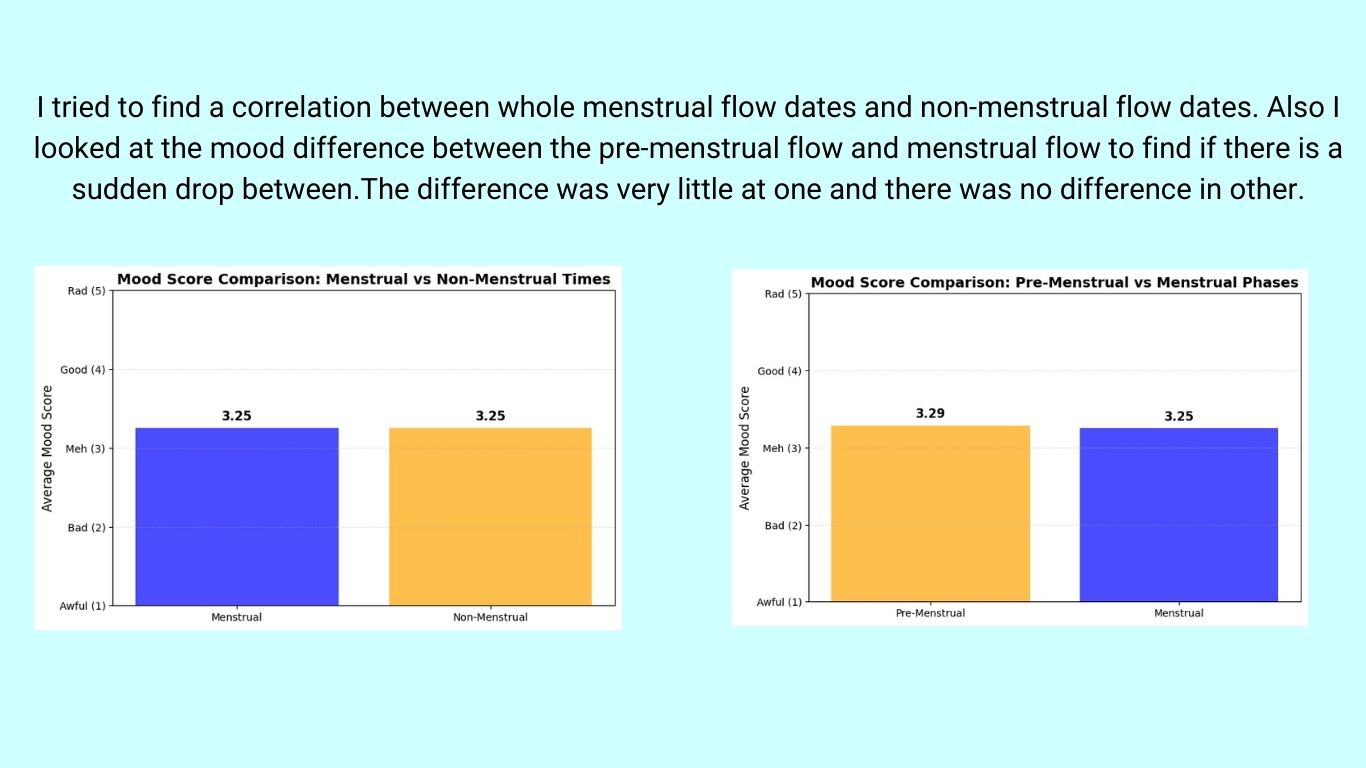 I tried to find a correlation between whole menstrual flow dates and non-menstrual flow dates. Also I
looked at the mood difference between the pre-menstrual flow and menstrual flow to find if there is a
sudden drop between.The difference was very little at one and there was no difference in other.
Mood Score Comparison: Menstrual vs Non-Menstrual Times
Average Mood Score
Rad (5)
Good (4)
Meh (3)
Bad (2)
Awful (1)
3.25
3.25
Menstrual
Non-Menstrual
Mood Score Comparison: Pre-Menstrual vs Menstrual Phases
Average Mood Score
Rad (5)
Good (4)
Meh (3)
Bad (2)
Awful (1)
3.29
3.25
Pre-Menstrual
Menstrual